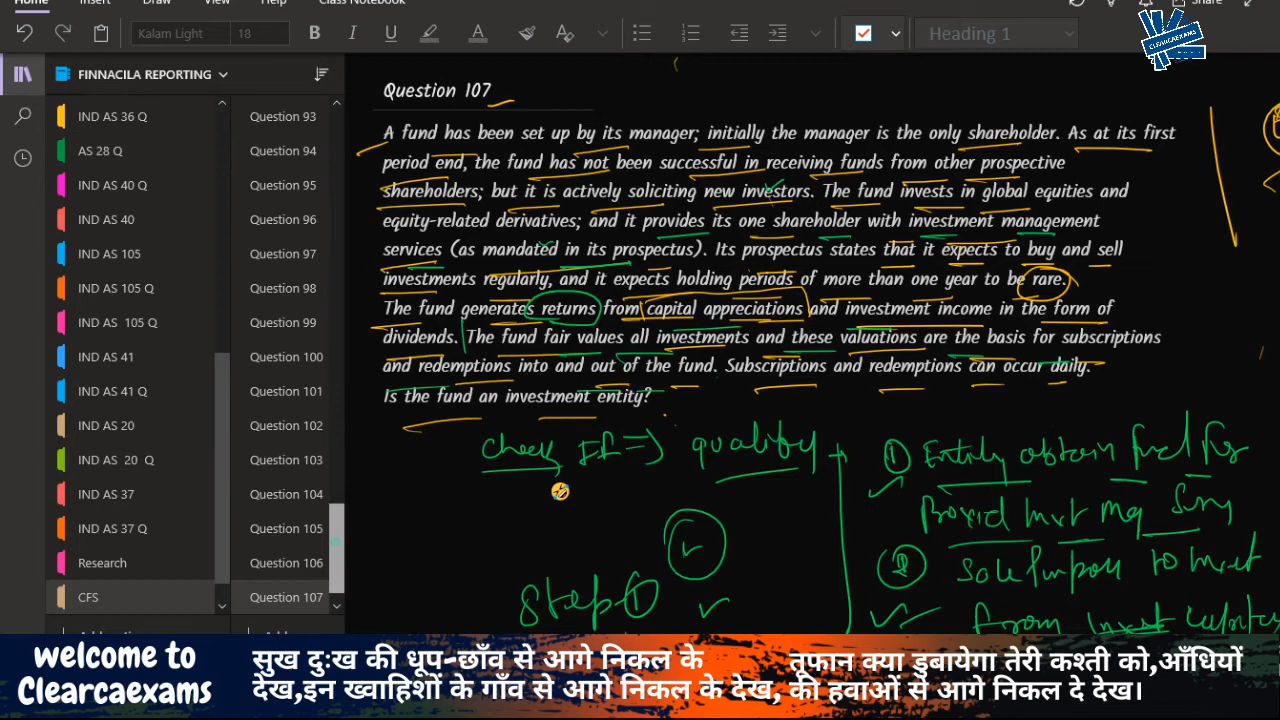 Home
Insert
Draw
View
Help
Class Notebook
Share
Kalam Light
18
B
I
U
A
Heading 1
CLEARCAEXAMS
FINNACILA REPORTING
IND AS 36 Q
AS 28 Q
IND AS 40 Q
IND AS 40
IND AS 105
IND AS 105 Q
IND AS 105 Q
IND AS 41
IND AS 41 Q
IND AS 20
IND AS 20 Q
IND AS 37
IND AS 37 Q
Research
CFS
Question 93
Question 94
Question 95
Question 96
Question 97
Question 98
Question 99
Question 100
Question 101
Question 102
Question 103
Question 104
Question 105
Question 106
Question 107
Question 107
A fund has been set up by its manager; initially the manager is the only shareholder. As at its first
period end, the fund has not been successful in receiving funds from other prospective
shareholders; but it is actively soliciting new investors. The fund invests in global equities and
equity-related derivatives; and it provides its one shareholder with investment management
services (as mandated in its prospectus). Its prospectus states that it expects to buy and sell
investments regularly, and it expects holding periods of more than one year to be rare.
The fund generates returns from capital appreciations and investment income in the form of
dividends. The fund fair values all investments and these valuations are the basis for subscriptions
and redemptions into and out of the fund. Subscriptions and redemptions can occur daily.
Is the fund an investment entity?
check IE => qualify
① Entity obtain fund for
Provid Invt Mg Serv
② Sole Purpose to Invest
from Invest
Step ①
welcome to
Clearcaexams
सुख दुःख की धूप-छाँव से आगे निकल के
देख,इन ख्वाहिशों के गाँव से आगे निकल के देख,
तूफान क्या डुबायेगा तेरी कश्ती को,आँधियों
की हवाओं से आगे निकल दे देख।